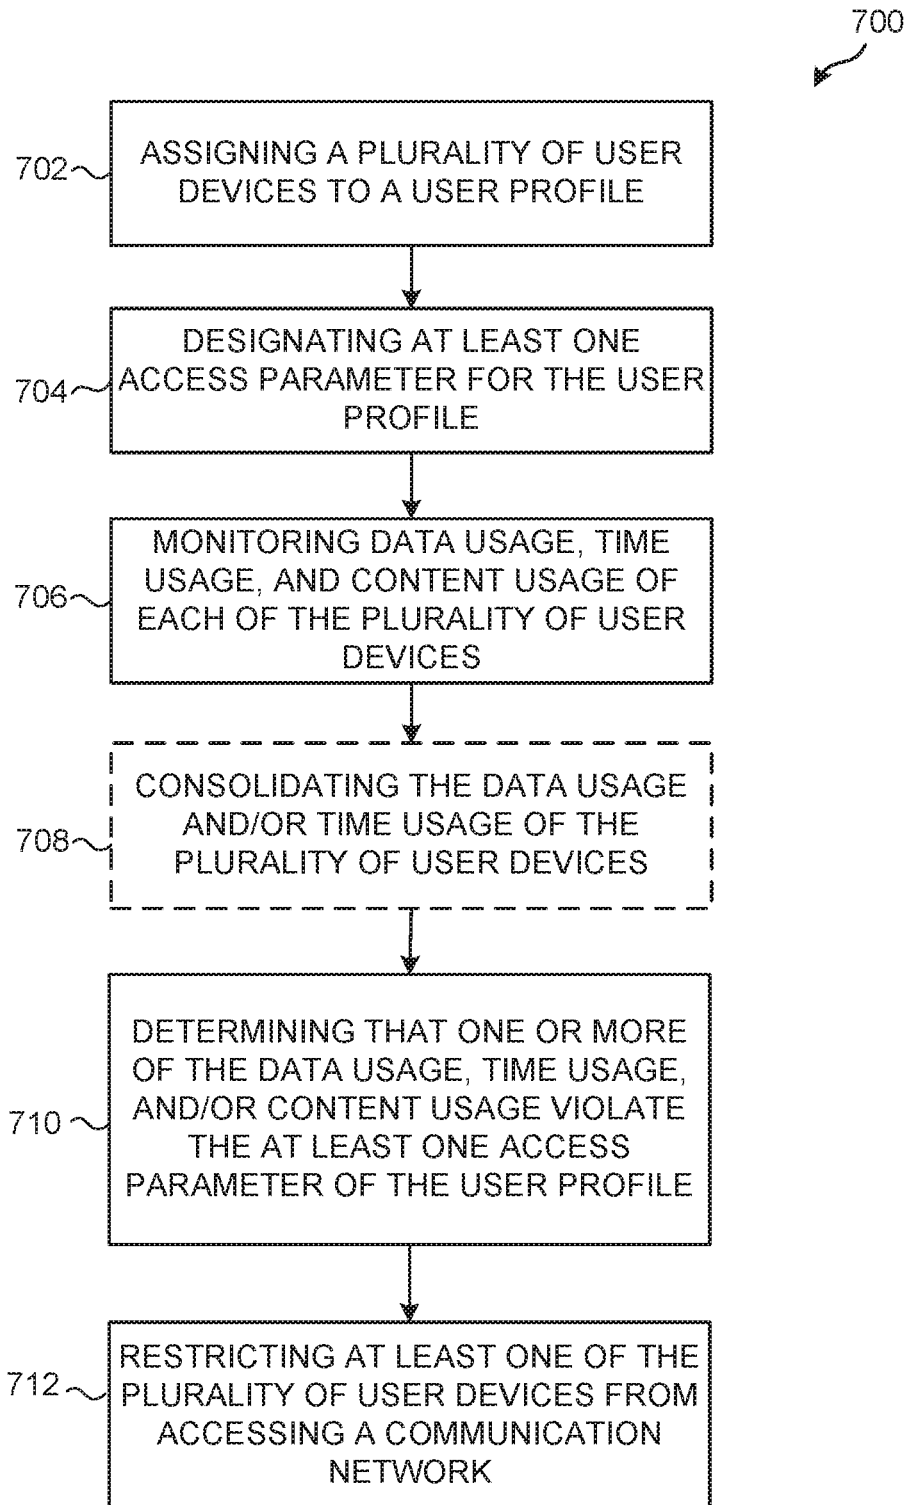 700
702
ASSIGNING A PLURALITY OF USER
DEVICES TO A USER PROFILE
704
DESIGNATING AT LEAST ONE
ACCESS PARAMETER FOR THE USER
PROFILE
706
MONITORING DATA USAGE, TIME
USAGE, AND CONTENT USAGE OF
EACH OF THE PLURALITY OF USER
DEVICES
708
CONSOLIDATING THE DATA USAGE
AND/OR TIME USAGE OF THE
PLURALITY OF USER DEVICES
710
DETERMINING THAT ONE OR MORE
OF THE DATA USAGE, TIME USAGE,
AND/OR CONTENT USAGE VIOLATE
THE AT LEAST ONE ACCESS
PARAMETER OF THE USER PROFILE
712
RESTRICTING AT LEAST ONE OF THE
PLURALITY OF USER DEVICES FROM
ACCESSING A COMMUNICATION
NETWORK